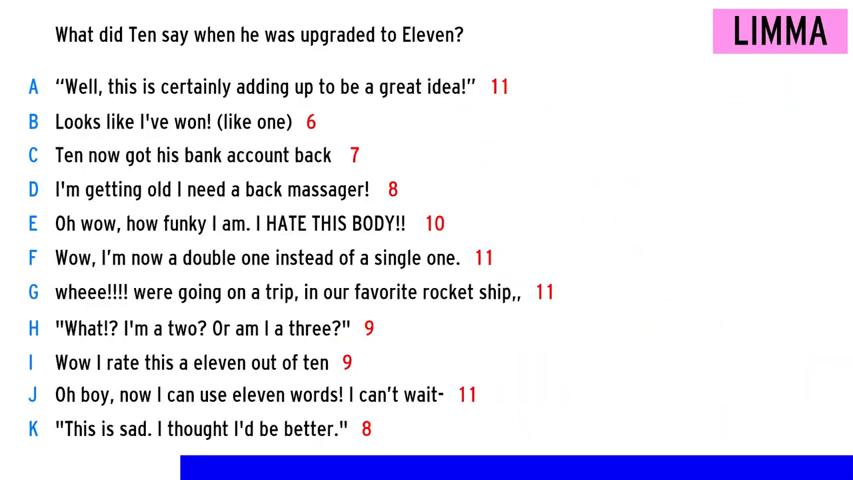 What did Ten say when he was upgraded to Eleven?
LIMMA
A “Well, this is certainly adding up to be a great idea!” 11
B Looks like I've won! (like one) 6
C Ten now got his bank account back 7
D I'm getting old I need a back massager! 8
E Oh wow, how funky I am. I HATE THIS BODY!! 10
F Wow, I’m now a double one instead of a single one. 11
G wheee!!!! were going on a trip, in our favorite rocket ship,, 11
H "What!? I'm a two? Or am I a three?" 9
I Wow I rate this a eleven out of ten 9
J Oh boy, now I can use eleven words! I can’t wait- 11
K "This is sad. I thought I'd be better." 8